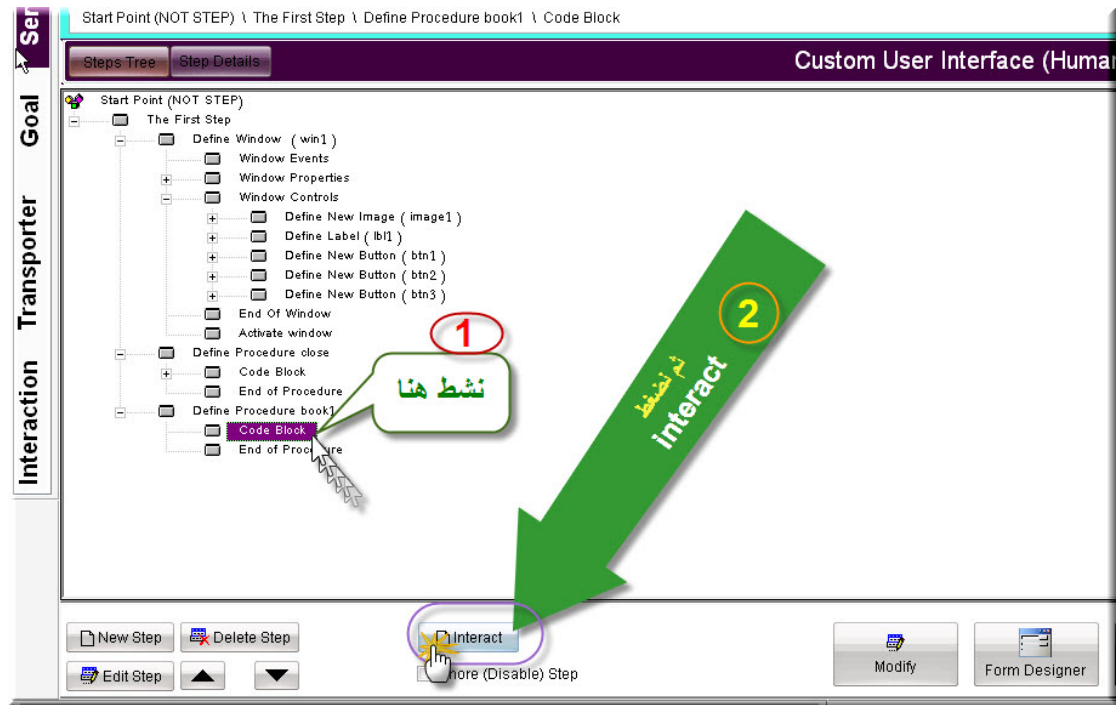 Start Point (NOT STEP) \ The First Step \ Define Procedure book1 \ Code Block
Ser
Goal
Transporter
Interaction
Steps Tree
Step Details
Custom User Interface (Human
Start Point (NOT STEP)
The First Step
Define Window ( win1 )
Window Events
Window Properties
Window Controls
Define New Image ( image1 )
Define Label ( lbl1 )
Define New Button ( btn1 )
Define New Button ( btn2 )
Define New Button ( btn3 )
End Of Window
Activate window
Define Procedure close
Code Block
End of Procedure
Define Procedure book1
Code Block
End of Procedure
1
نشط هنا
2
ثم نضغط
interact
New Step
Delete Step
Interact
Edit Step
(Disable) Step
Modify
Form Designer